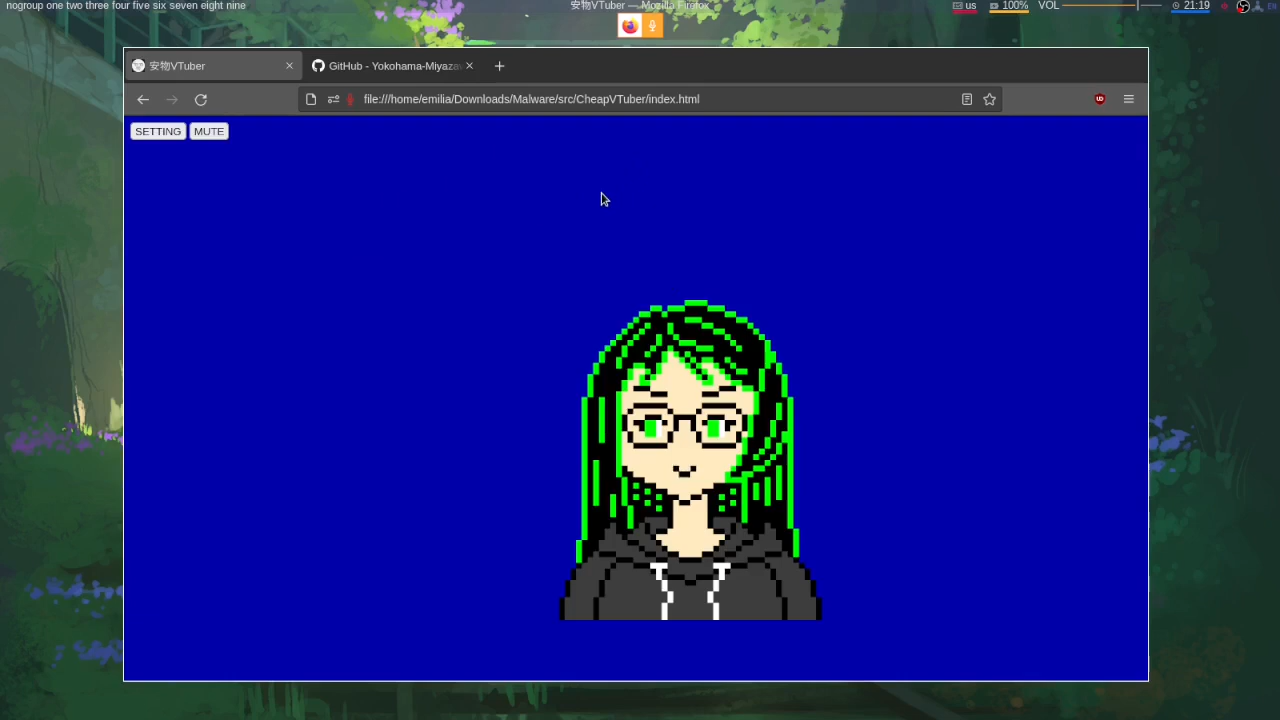 nogroup one two three four five six seven eight nine
安物VTuber — Mozilla Firefox
us 100% VOL 21:19
安物VTuber
GitHub - Yokohama-Miyaza
file:///home/emilia/Downloads/Malware/src/CheapVTuber/index.html
SETTING MUTE